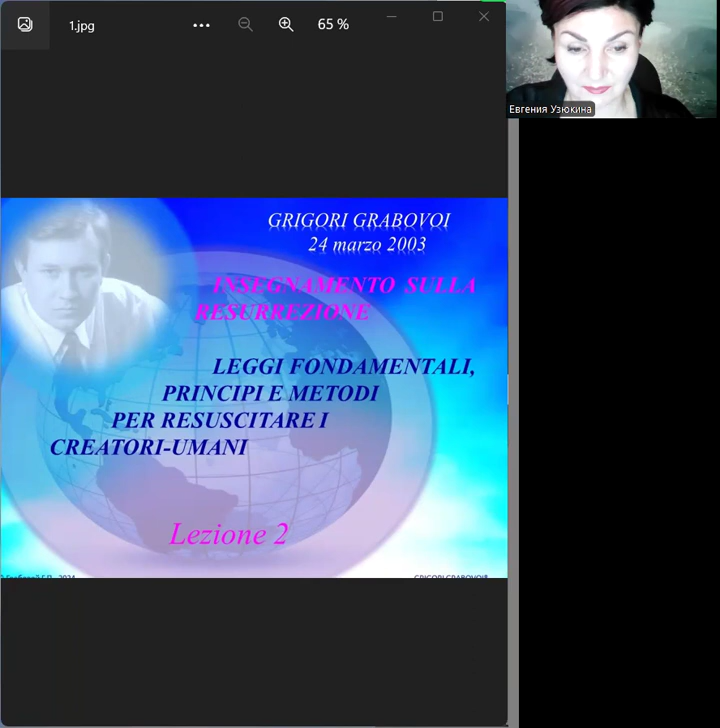 1.jpg
65 %
Евгения Узюкина
GRIGORI GRABOVOI
24 marzo 2003
INSEGNAMENTO SULLA
RESURREZIONE
LEGGI FONDAMENTALI,
PRINCIPI E METODI
PER RESUSCITARE I
CREATORI-UMANI
Lezione 2
GRIGORI GRABOVOI®